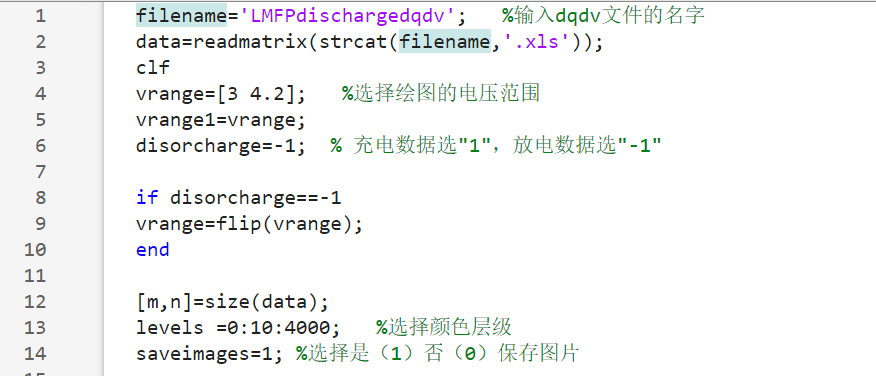 1 filename='LMFPdischargedqdv'; %输入dqdv文件的名字
2 data=readmatrix(strcat(filename,'.xls'));
3 clf
4 vrange=[3 4.2]; %选择绘图的电压范围
5 vrange1=vrange;
6 disorcharge=-1; % 充电数据选"1"，放电数据选"-1"
7
8 if disorcharge==-1
9 vrange=flip(vrange);
10 end
11
12 [m,n]=size(data);
13 levels =0:10:4000; %选择颜色层级
14 saveimages=1; %选择是（1）否（0）保存图片